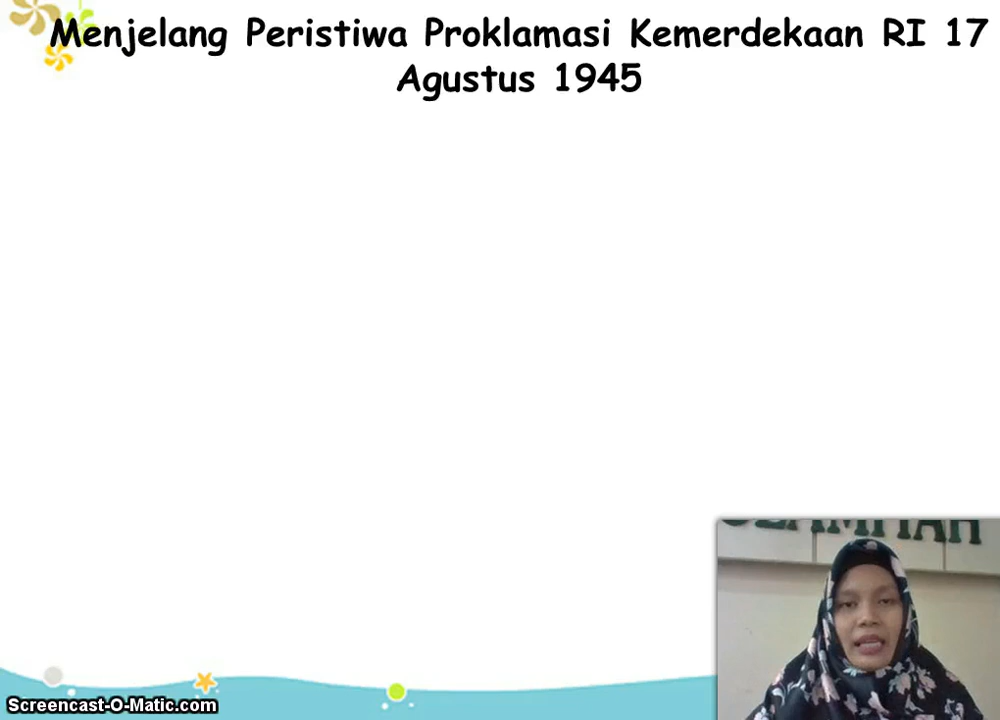 Menjelang Peristiwa Proklamasi Kemerdekaan RI 17
Agustus 1945
Screencast-O-Matic.com